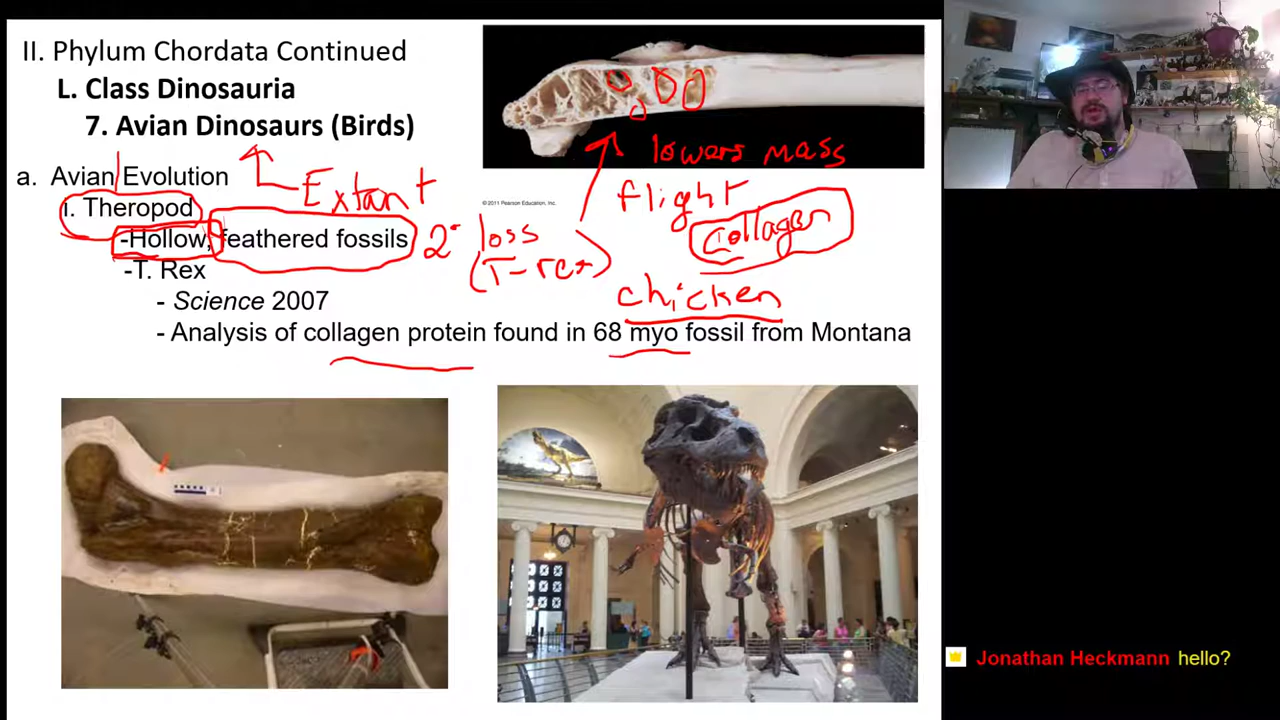 II. Phylum Chordata Continued
L. Class Dinosauria
7. Avian Dinosaurs (Birds)
a. Avian Evolution
i. Theropod
-Hollow, feathered fossils
-T. Rex
- Science 2007
- Analysis of collagen protein found in 68 myo fossil from Montana
Extant
2° loss
(T-rex)
lowers mass
flight
collagen
chicken
©2011 Pearson Education, Inc.
Jonathan Heckmann hello?